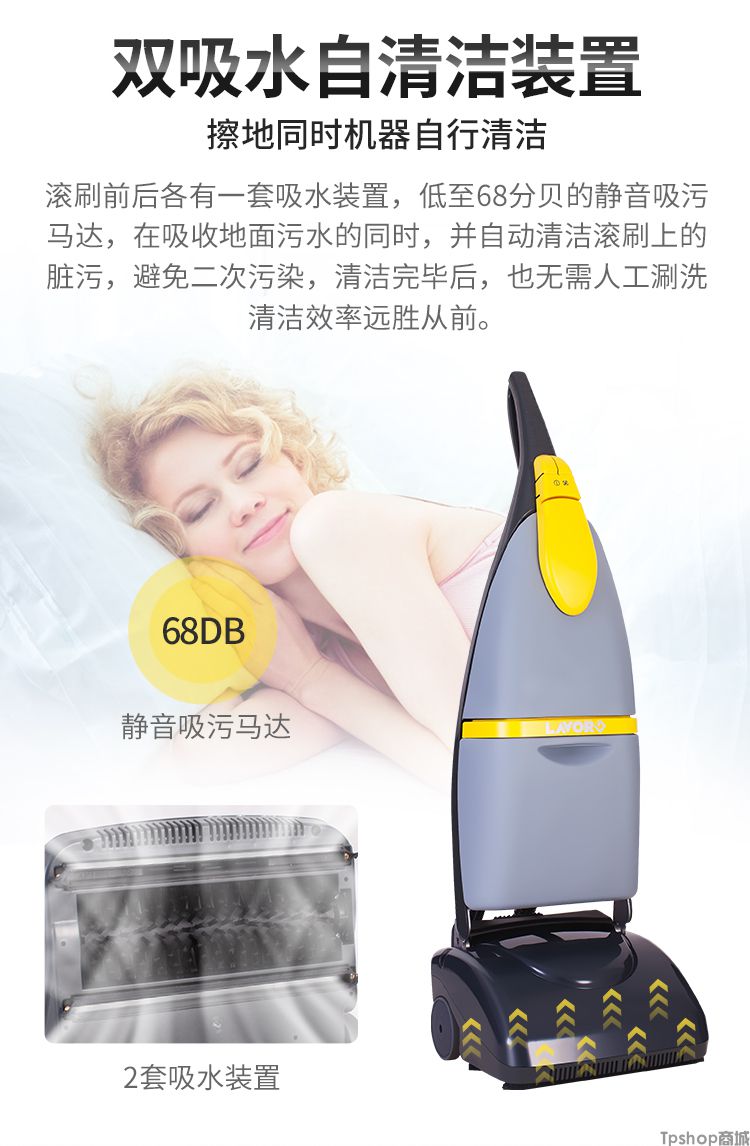 双吸水自清洁装置
擦地同时机器自行清洁
滚刷前后各有一套吸水装置，低至68分贝的静音吸污
马达，在吸收地面污水的同时，并自动清洁滚刷上的
脏污，避免二次污染，清洁完毕后，也无需人工涮洗
清洁效率远胜从前。
68DB
静音吸污马达
LAVOR
2套吸水装置
Tpshop商城